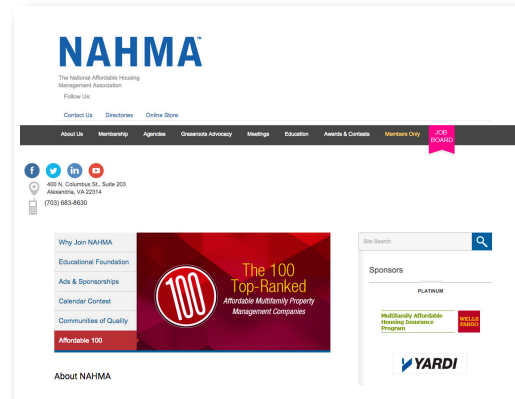 NAHMA™
The National Affordable Housing
Management Association
Follow Us:
Contact Us Directories Online Store
About Us Membership Agencies Grassroots Advocacy Meetings Education Awards & Contests Members Only JOB BOARD
400 N. Columbus St., Suite 203
Alexandria, VA 22314
(703) 683-8630
Why Join NAHMA
Educational Foundation
Ads & Sponsorships
Calendar Contest
Communities of Quality
Affordable 100
100
The 100
Top-Ranked
Affordable Multifamily Property
Management Companies
Site Search
Sponsors
PLATINUM
Multifamily Affordable
Housing Insurance
Program
WELLS
FARGO
YARDI
About NAHMA